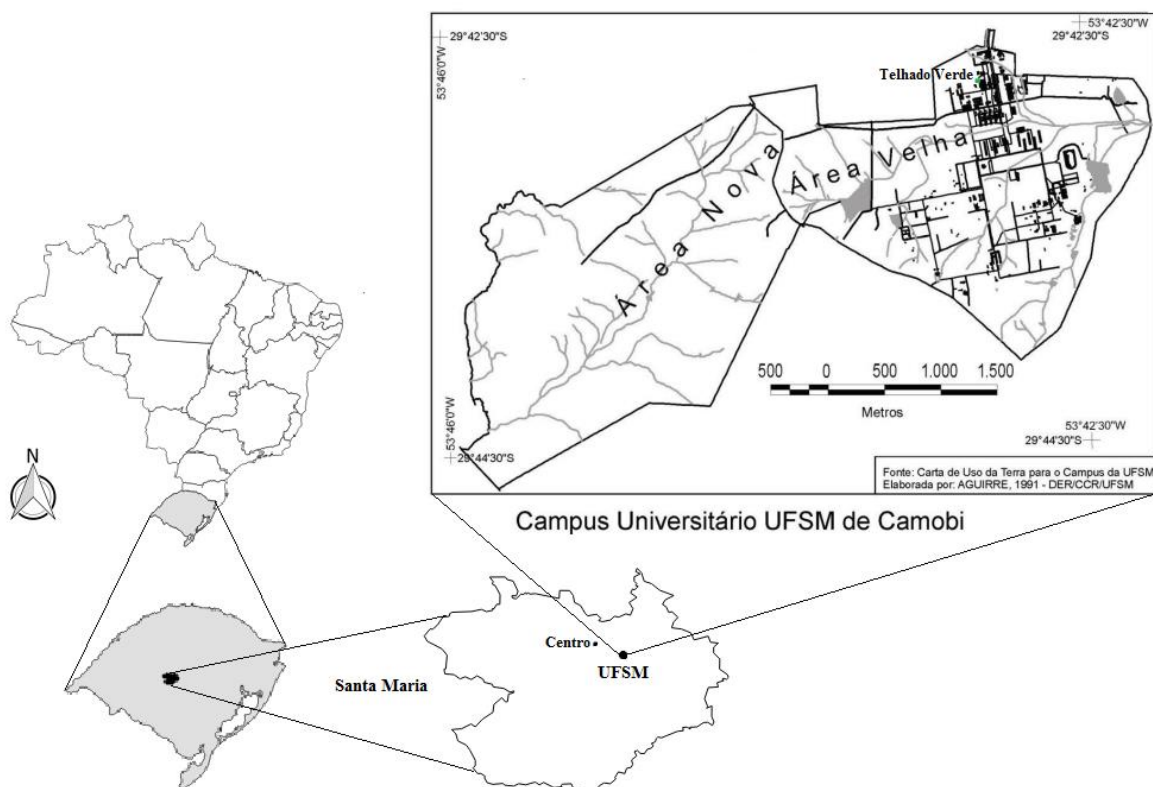 53°42'30"W
29°42'30"S
29°42'30"S
53°46'0"W
Telhado Verde
Área Velha
Área Nova
500 0 500 1.000 1.500
Metros
53°46'0"W
29°44'30"S
53°42'30"W
29°44'30"S
Fonte: Carta de Uso da Terra para o Campus da UFSM
Elaborada por: AGUIRRE, 1991 - DER/CCR/UFSM
Campus Universitário UFSM de Camobi
N
Centro
UFSM
Santa Maria